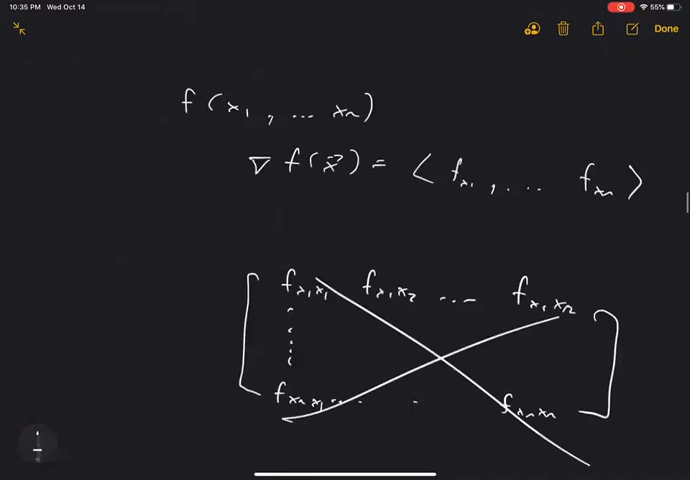 10:35 PM Wed Oct 14 55%
Done
f(x₁, ... xₙ)
∇ f(x⃗) = ⟨ fₓ₁, ... fₓₙ ⟩
fₓ₁ₓ₁ fₓ₁ₓ₂ ... fₓ₁ₓₙ
⋮
fₓₙₓ₁ ... . fₓₙₓₙ